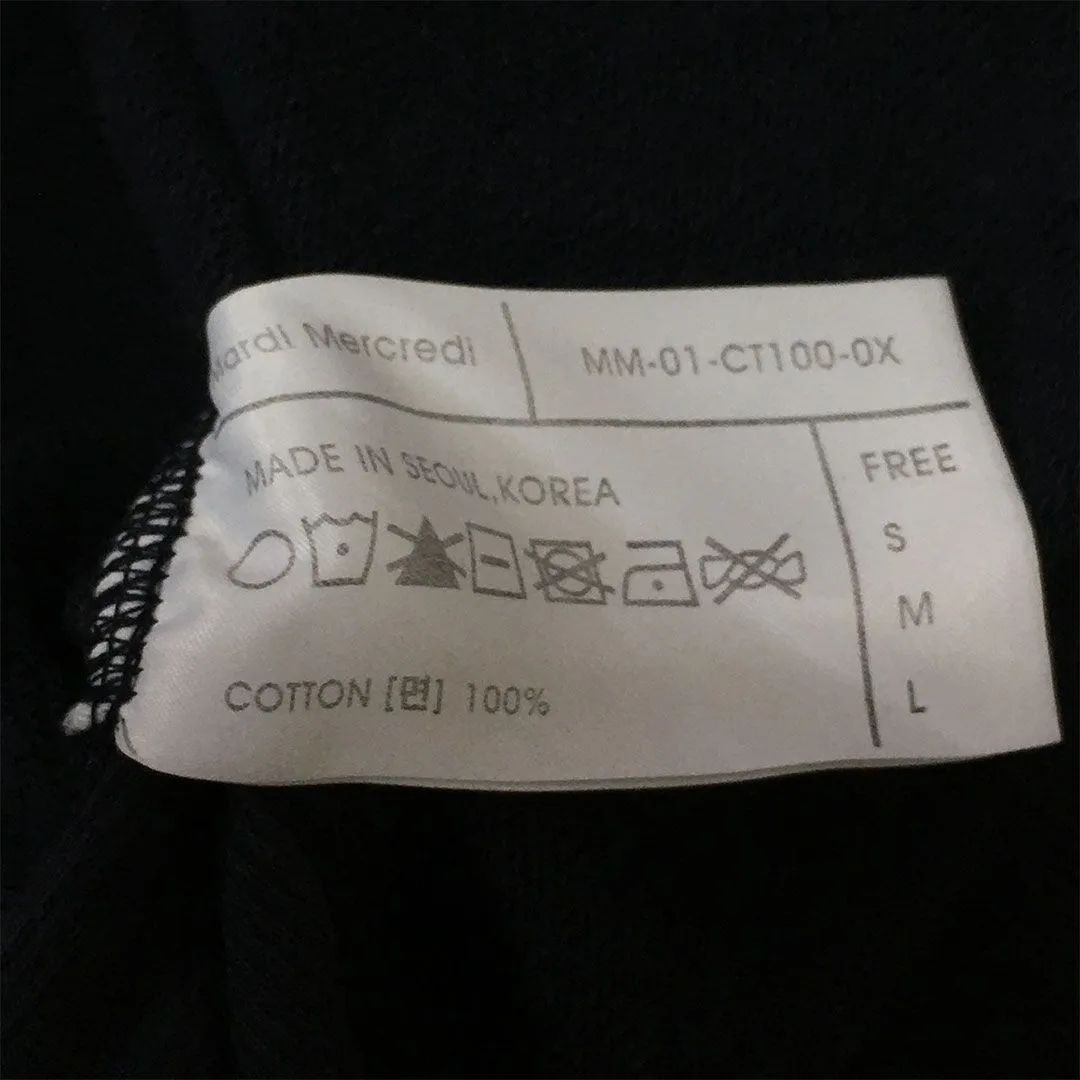 Mardi Mercredi
MM-01-CT100-0X
MADE IN SEOUL,KOREA
COTTON [면] 100%
FREE
S
M
L